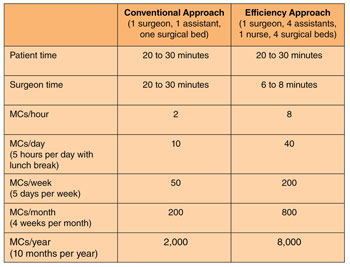 Conventional Approach
(1 surgeon, 1 assistant,
one surgical bed)
Efficiency Approach
(1 surgeon, 4 assistants,
1 nurse, 4 surgical beds)
Patient time
20 to 30 minutes
20 to 30 minutes
Surgeon time
20 to 30 minutes
6 to 8 minutes
MCs/hour
2
8
MCs/day
(5 hours per day with
lunch break)
10
40
MCs/week
(5 days per week)
50
200
MCs/month
(4 weeks per month)
200
800
MCs/year
(10 months per year)
2,000
8,000